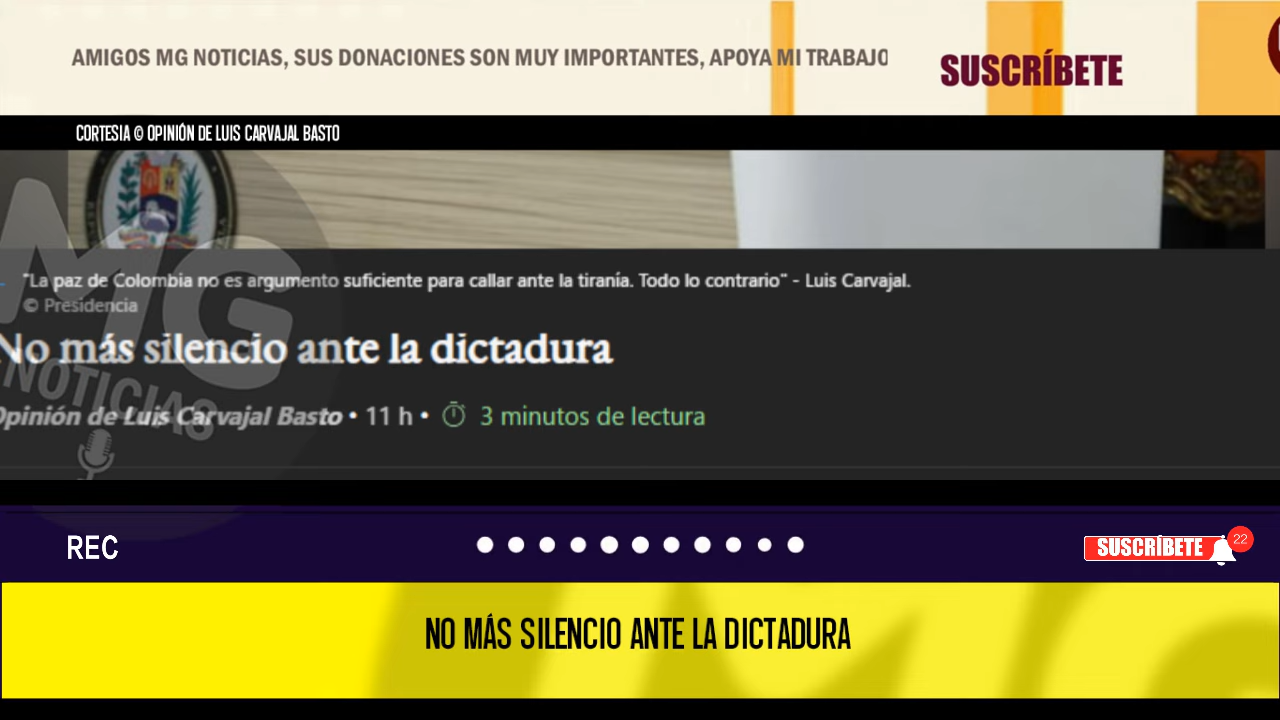 AMIGOS MG NOTICIAS, SUS DONACIONES SON MUY IMPORTANTES, APOYA MI TRABAJO
SUSCRÍBETE
CORTESIA © OPINIÓN DE LUIS CARVAJAL BASTO
"La paz de Colombia no es argumento suficiente para callar ante la tiranía. Todo lo contrario" - Luis Carvajal.
© Presidencia
No más silencio ante la dictadura
Opinión de Luis Carvajal Basto • 11 h • 3 minutos de lectura
MG
NOTICIAS
REC
SUSCRÍBETE 22
NO MÁS SILENCIO ANTE LA DICTADURA